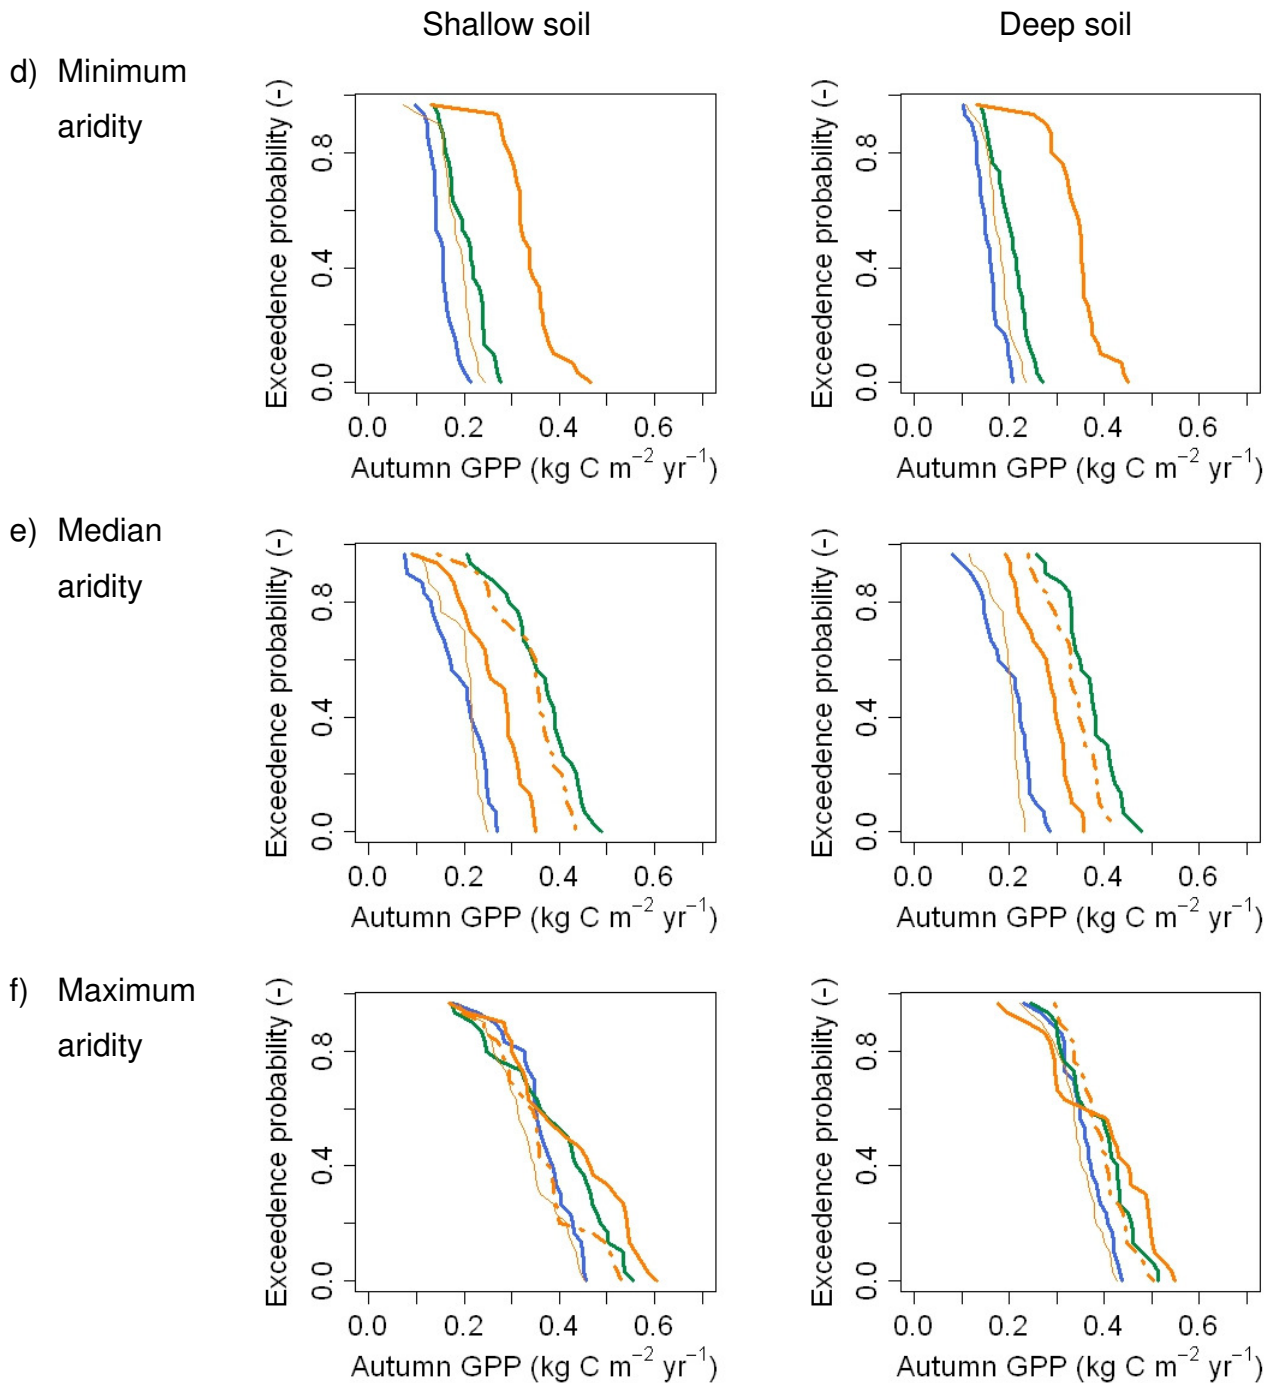 Shallow soil Deep soil
d) Minimum
aridity
Exceedence probability (-)
0.0 0.4 0.8
0.0 0.2 0.4 0.6
Autumn GPP (kg C m−2 yr−1)
Exceedence probability (-)
0.0 0.4 0.8
0.0 0.2 0.4 0.6
Autumn GPP (kg C m−2 yr−1)
e) Median
aridity
Exceedence probability (-)
0.0 0.4 0.8
0.0 0.2 0.4 0.6
Autumn GPP (kg C m−2 yr−1)
Exceedence probability (-)
0.0 0.4 0.8
0.0 0.2 0.4 0.6
Autumn GPP (kg C m−2 yr−1)
f) Maximum
aridity
Exceedence probability (-)
0.0 0.4 0.8
0.0 0.2 0.4 0.6
Autumn GPP (kg C m−2 yr−1)
Exceedence probability (-)
0.0 0.4 0.8
0.0 0.2 0.4 0.6
Autumn GPP (kg C m−2 yr−1)